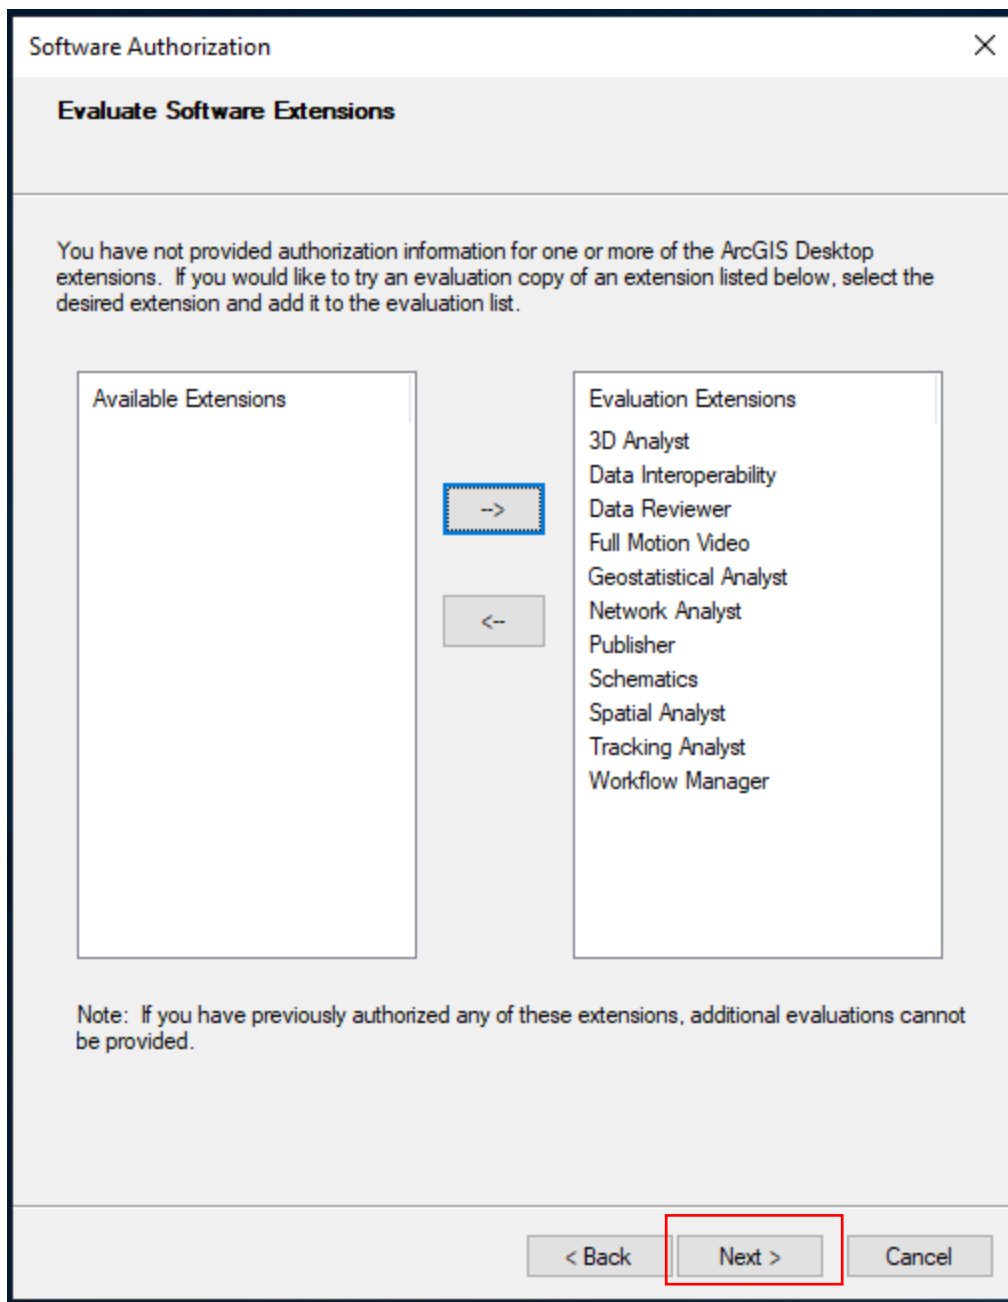 Software Authorization
Evaluate Software Extensions
You have not provided authorization information for one or more of the ArcGIS Desktop
extensions.  If you would like to try an evaluation copy of an extension listed below, select the
desired extension and add it to the evaluation list.
Available Extensions
-->
<--
Evaluation Extensions
3D Analyst
Data Interoperability
Data Reviewer
Full Motion Video
Geostatistical Analyst
Network Analyst
Publisher
Schematics
Spatial Analyst
Tracking Analyst
Workflow Manager
Note:  If you have previously authorized any of these extensions, additional evaluations cannot
be provided.
< Back
Next >
Cancel